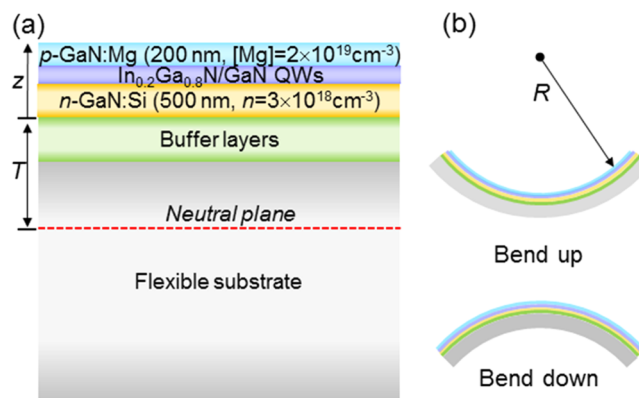 (a)
p-GaN:Mg (200 nm, [Mg]=2×10¹⁹cm⁻³)
z
In₀.₂Ga₀.₈N/GaN QWs
n-GaN:Si (500 nm, n=3×10¹⁸cm⁻³)
T
Buffer layers
Neutral plane
Flexible substrate
(b)
R
Bend up
Bend down